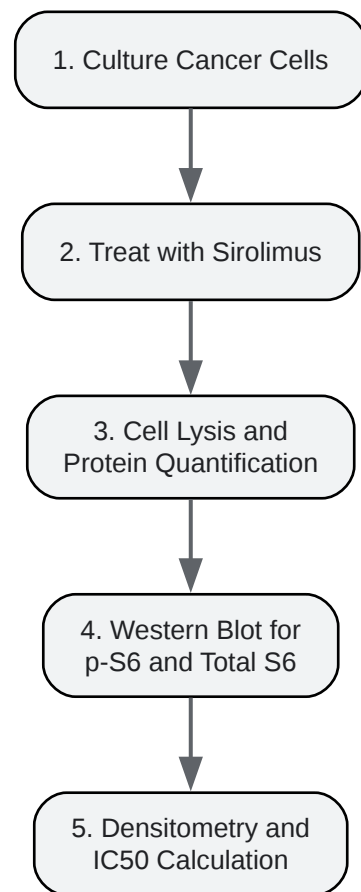 1. Culture Cancer Cells
2. Treat with Sirolimus
3. Cell Lysis and
Protein Quantification
4. Western Blot for
p-S6 and Total S6
5. Densitometry and
IC50 Calculation